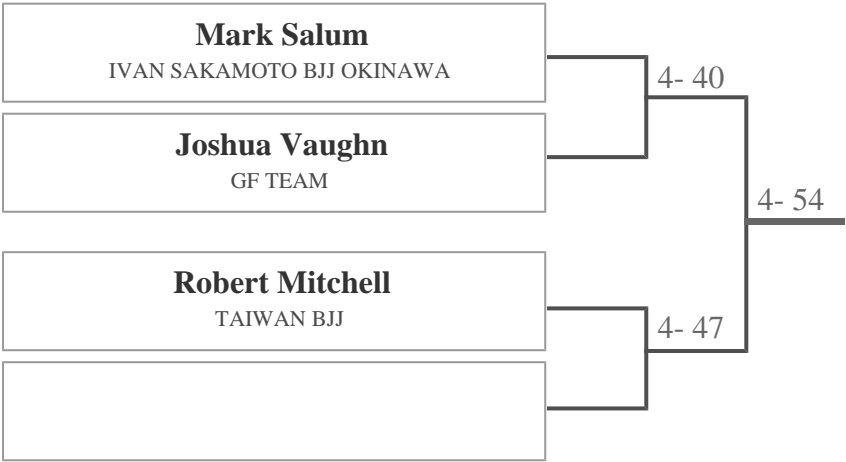 Mark Salum
IVAN SAKAMOTO BJJ OKINAWA
4- 40
Joshua Vaughn
GF TEAM
4- 54
Robert Mitchell
TAIWAN BJJ
4- 47